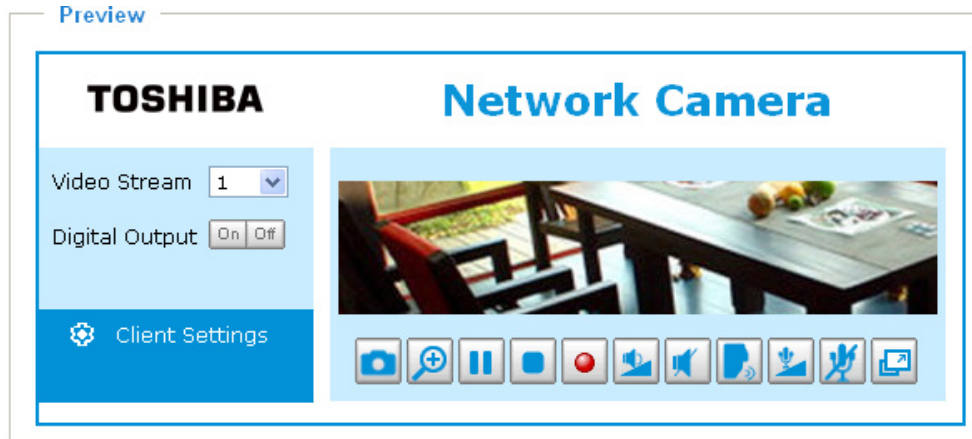 Preview
TOSHIBA
Network Camera
Video Stream 1
Digital Output On Off
Client Settings